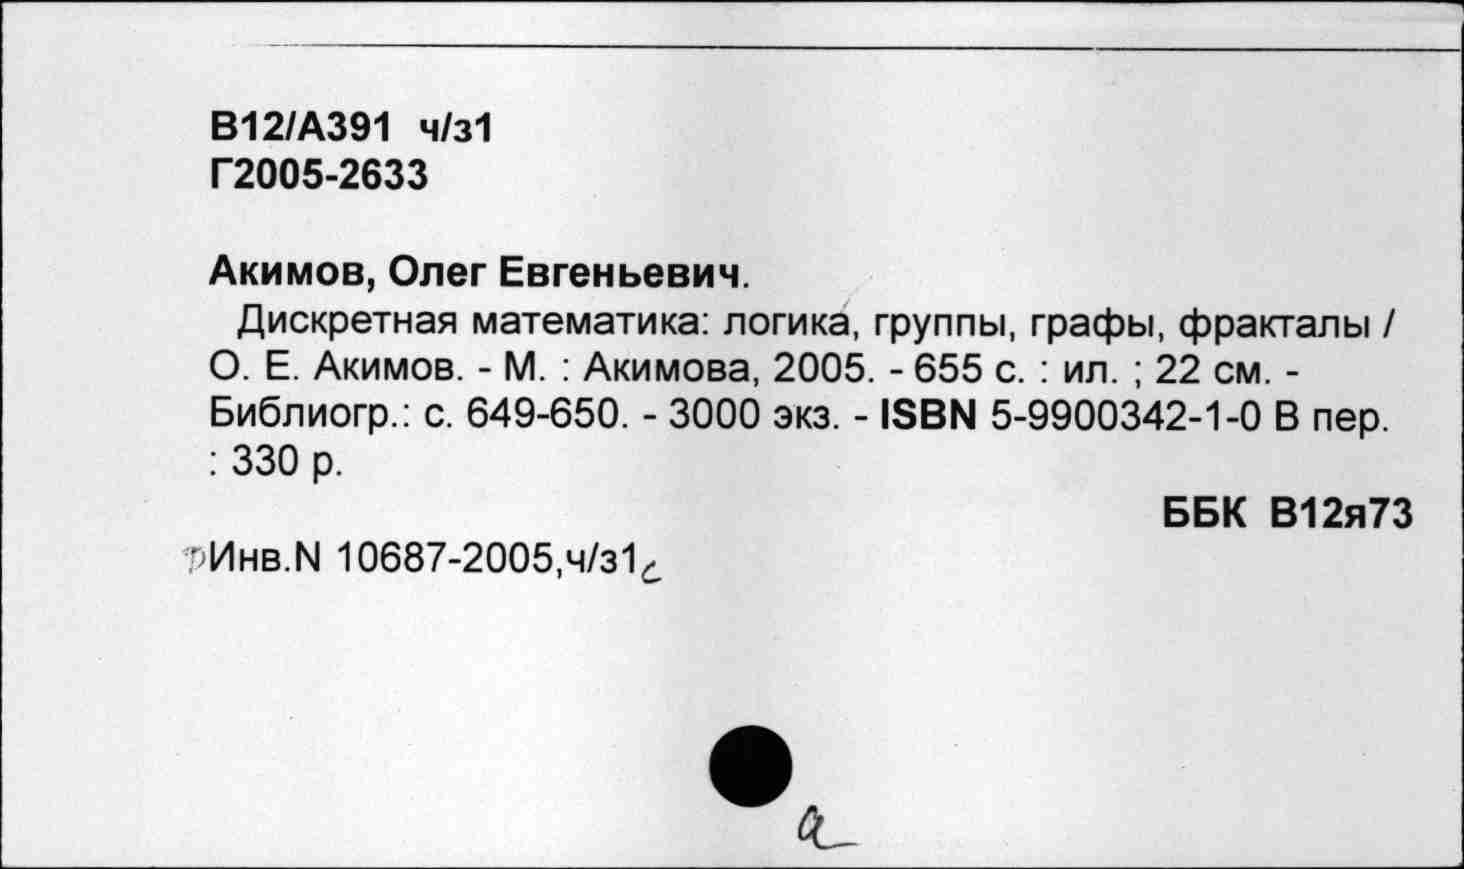 В12/А391 ч/з1
Г2005-2633
Акимов, Олег Евгеньевич.
Дискретная математика: логика, группы, графы, фракталы /
О. Е. Акимов. - М. : Акимова, 2005. - 655 с. : ил. ; 22 см. -
Библиогр.: с. 649-650. - 3000 экз. - ISBN 5-9900342-1-0 В пер.
: 330 р.
ББК В12я73
Инв.N 10687-2005,ч/з1
а